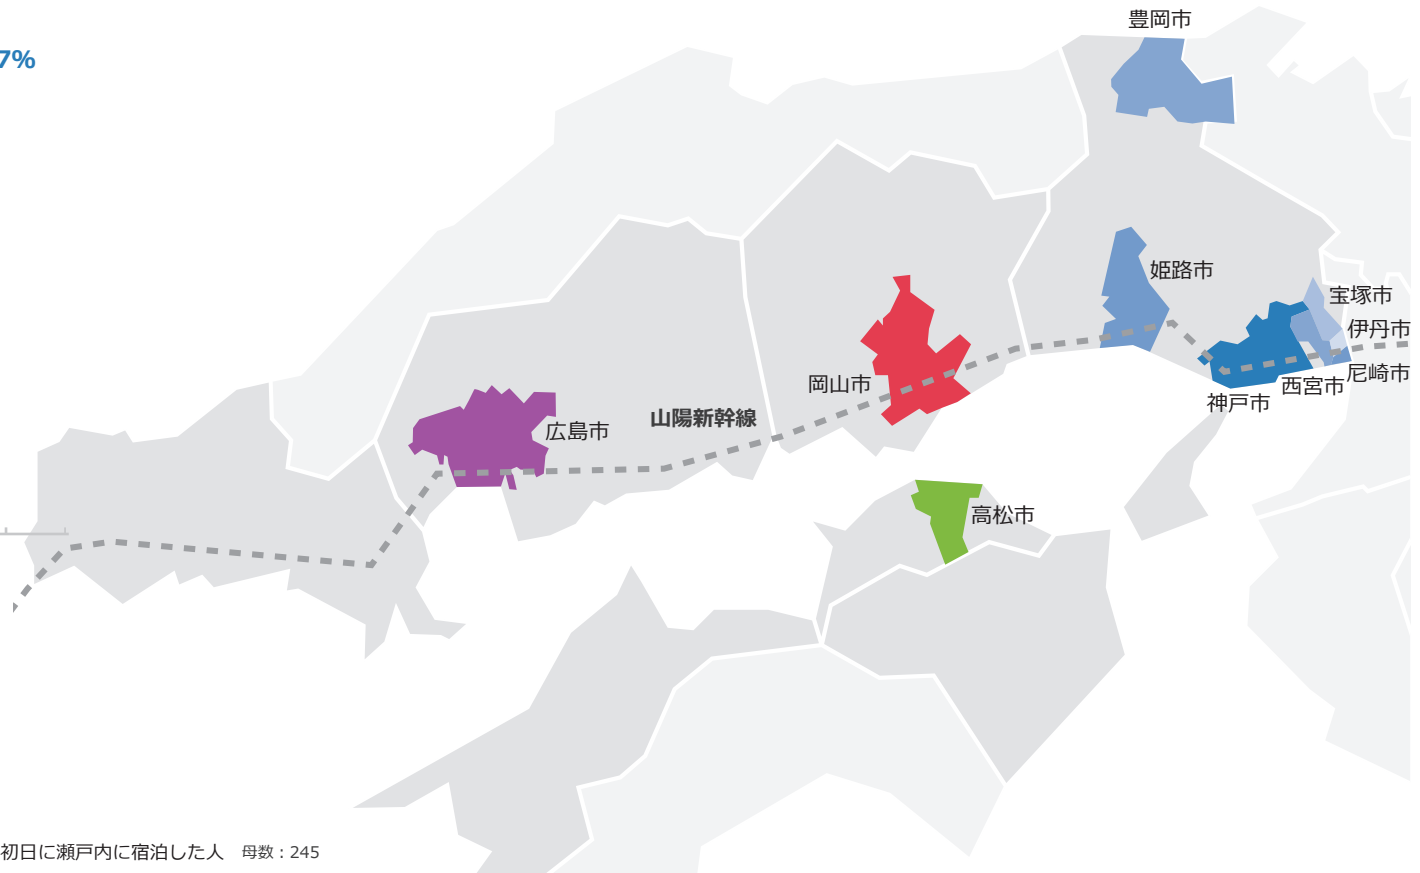 豊岡市
7%
姫路市
宝塚市
伊丹市
尼崎市
西宮市
神戸市
岡山市
山陽新幹線
広島市
高松市
初日に瀬戸内に宿泊した人 母数：245